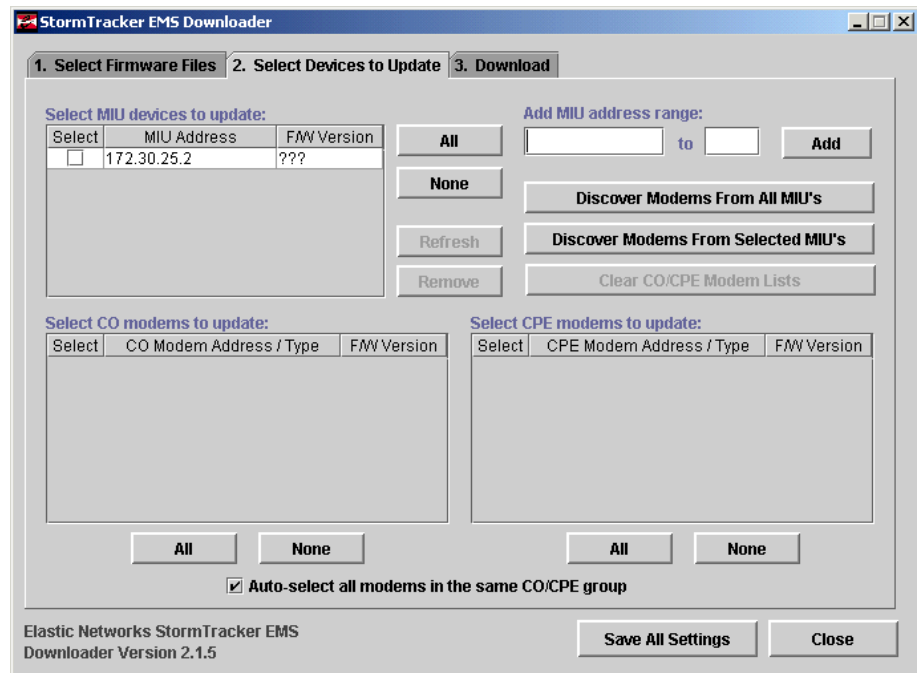 StormTracker EMS Downloader
1. Select Firmware Files 2. Select Devices to Update 3. Download
Select MIU devices to update:
Select MIU Address F/W Version
172.30.25.2 ???
All
None
Refresh
Remove
Add MIU address range:
to Add
Discover Modems From All MIU's
Discover Modems From Selected MIU's
Clear CO/CPE Modem Lists
Select CO modems to update:
Select CO Modem Address / Type F/W Version
All None
Select CPE modems to update:
Select CPE Modem Address / Type F/W Version
All None
Auto-select all modems in the same CO/CPE group
Elastic Networks StormTracker EMS
Downloader Version 2.1.5
Save All Settings Close